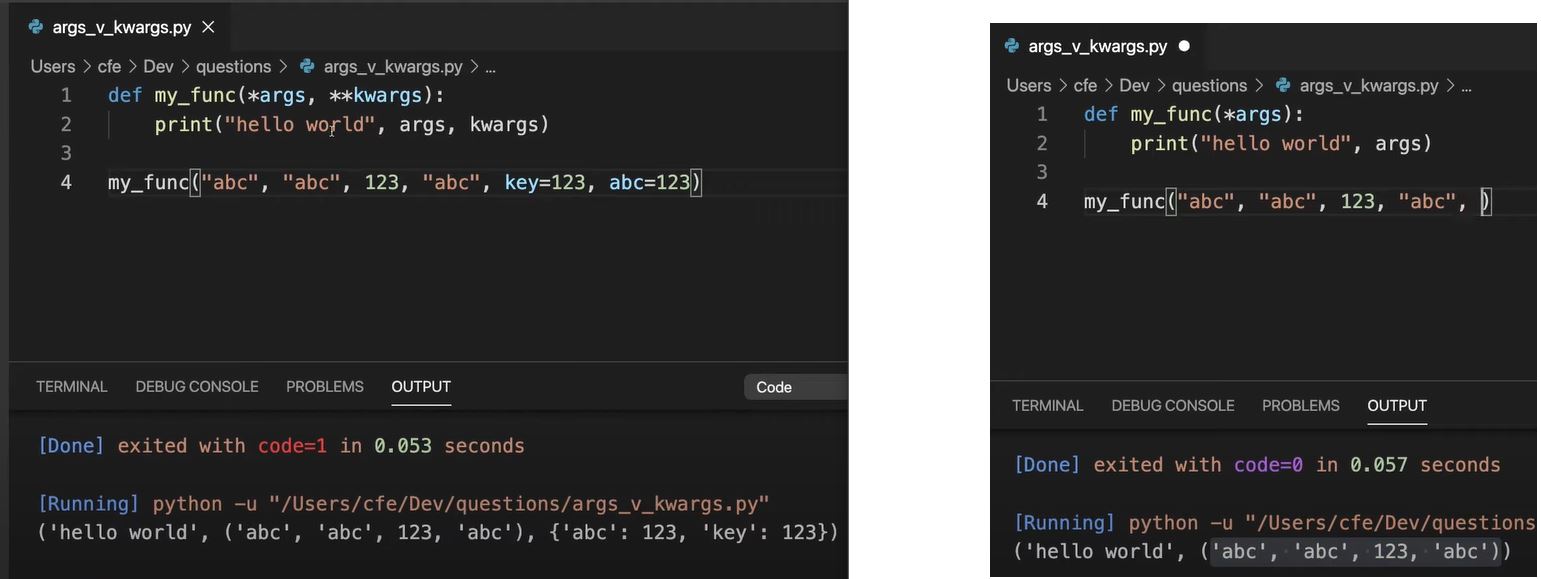 args_v_kwargs.py
Users > cfe > Dev > questions > args_v_kwargs.py > ...
1 def my_func(*args, **kwargs):
2 print("hello world", args, kwargs)
3
4 my_func("abc", "abc", 123, "abc", key=123, abc=123)
TERMINAL DEBUG CONSOLE PROBLEMS OUTPUT Code
[Done] exited with code=1 in 0.053 seconds
[Running] python -u "/Users/cfe/Dev/questions/args_v_kwargs.py"
('hello world', ('abc', 'abc', 123, 'abc'), {'abc': 123, 'key': 123})
args_v_kwargs.py
Users > cfe > Dev > questions > args_v_kwargs.py > ...
1 def my_func(*args):
2 print("hello world", args)
3
4 my_func("abc", "abc", 123, "abc", )
TERMINAL DEBUG CONSOLE PROBLEMS OUTPUT
[Done] exited with code=0 in 0.057 seconds
[Running] python -u "/Users/cfe/Dev/questions
('hello world', ('abc', 'abc', 123, 'abc'))